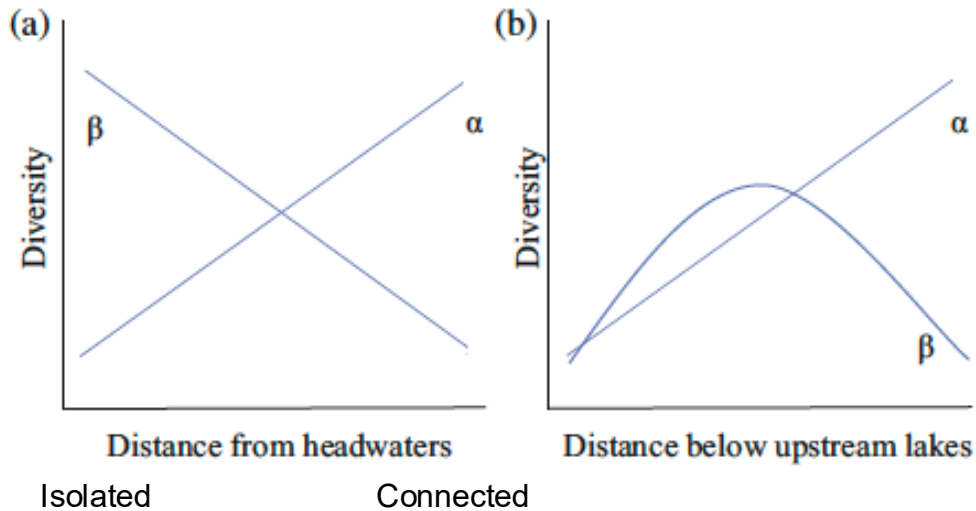 (a)
β
α
Diversity
Distance from headwaters
Isolated
Connected
(b)
α
β
Diversity
Distance below upstream lakes